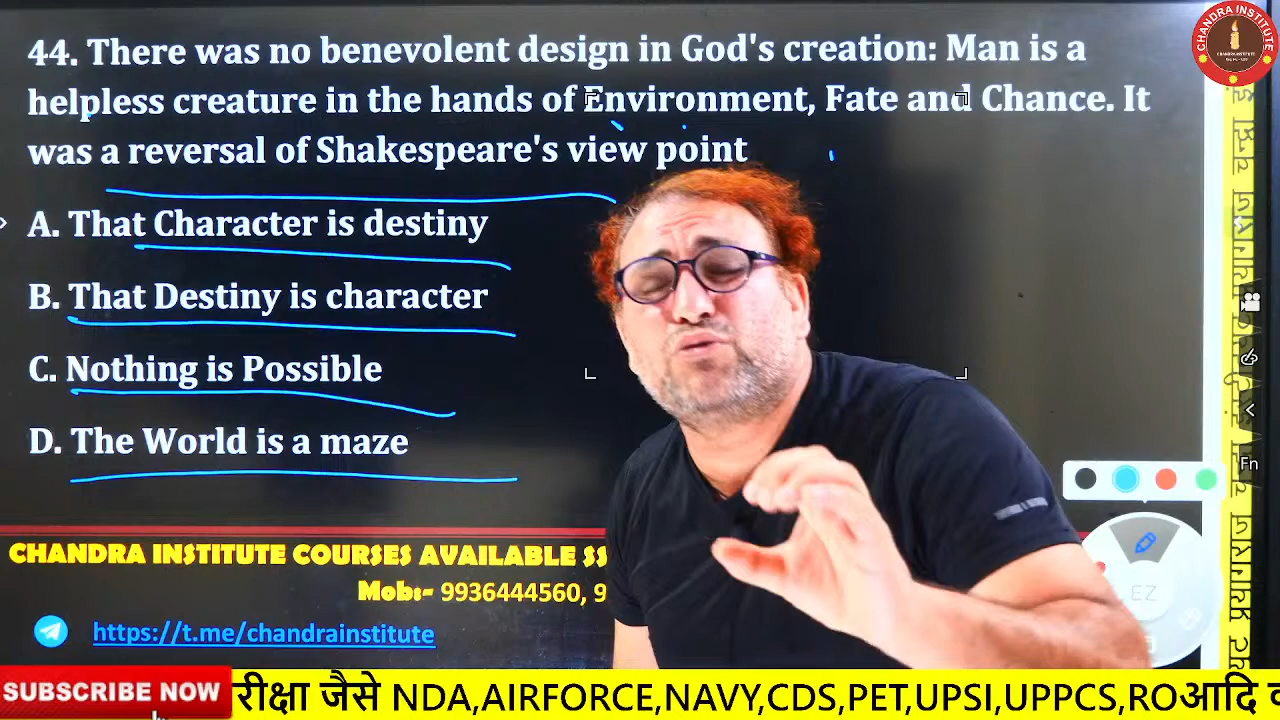 CHANDRA INSTITUTE
44. There was no benevolent design in God's creation: Man is a
helpless creature in the hands of Environment, Fate and Chance. It
was a reversal of Shakespeare's view point
A. That Character is destiny
B. That Destiny is character
C. Nothing is Possible
D. The World is a maze
Fn
EZ
CHANDRA INSTITUTE COURSES AVAILABLE SS
Mob:- 9936444560, 9
https://t.me/chandrainstitute
SUBSCRIBE NOW
रीक्षा जैसे NDA,AIRFORCE,NAVY,CDS,PET,UPSI,UPPCS,ROआदि